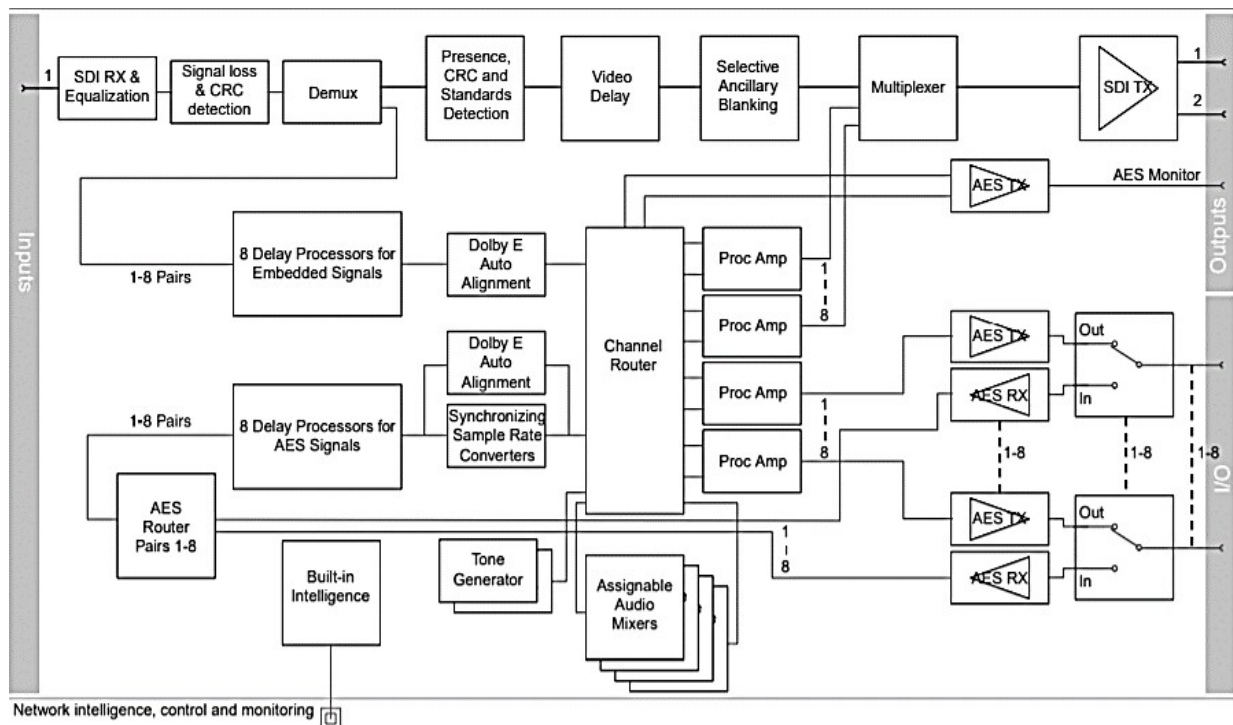 Inputs
1
SDI RX &
Equalization
Signal loss
& CRC
detection
Demux
Presence,
CRC and
Standards
Detection
Video
Delay
Selective
Ancillary
Blanking
Multiplexer
SDI TX
1
2
Outputs
AES TX
AES Monitor
1-8 Pairs
8 Delay Processors for
Embedded Signals
Dolby E
Auto
Alignment
Channel
Router
Proc Amp
1
8
Proc Amp
Proc Amp
1
8
Proc Amp
Dolby E
Auto
Alignment
1-8 Pairs
8 Delay Processors for
AES Signals
Synchronizing
Sample Rate
Converters
AES TX
Out
AES RX
In
1-8
1-8
1-8
O/I
AES TX
Out
AES RX
In
AES
Router
Pairs 1-8
1
8
Built-in
Intelligence
Tone
Generator
Assignable
Audio
Mixers
Network intelligence, control and monitoring